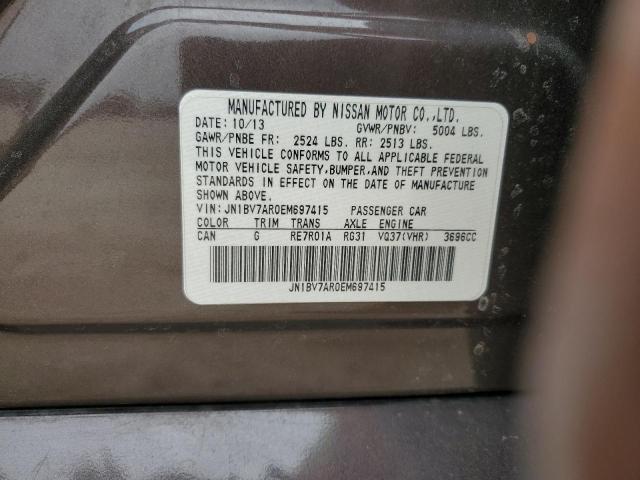 MANUFACTURED BY NISSAN MOTOR CO.,LTD.
DATE: 10/13 GVWR/PNBV: 5004 LBS.
GAWR/PNBE FR: 2524 LBS. RR: 2513 LBS.
THIS VEHICLE CONFORMS TO ALL APPLICABLE FEDERAL
MOTOR VEHICLE SAFETY,BUMPER,AND THEFT PREVENTION
STANDARDS IN EFFECT ON THE DATE OF MANUFACTURE
SHOWN ABOVE.
VIN: JN1BV7AR0EM697415 PASSENGER CAR
COLOR TRIM TRANS AXLE ENGINE
CAN G RE7R01A RG31 VQ37(VHR) 3696CC
JN1BV7AR0EM697415